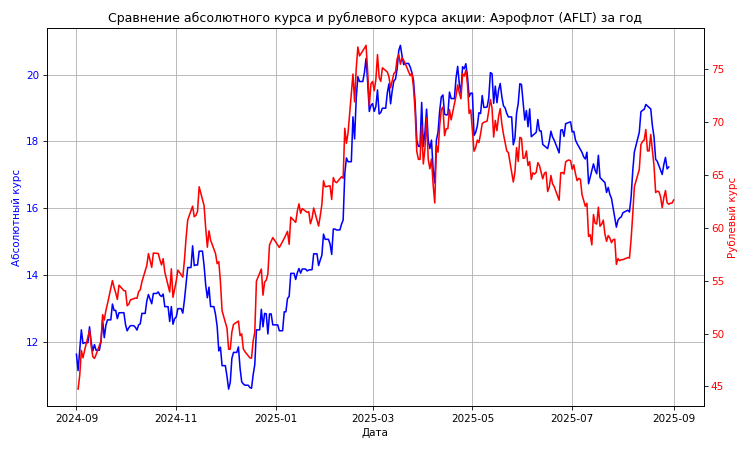 Сравнение абсолютного курса и рублевого курса акции: Аэрофлот (AFLT) за год
Абсолютный курс
20
18
16
14
12
75
70
65
60
55
50
45
Рублевый курс
2024-09 2024-11 2025-01 2025-03 2025-05 2025-07 2025-09
Дата